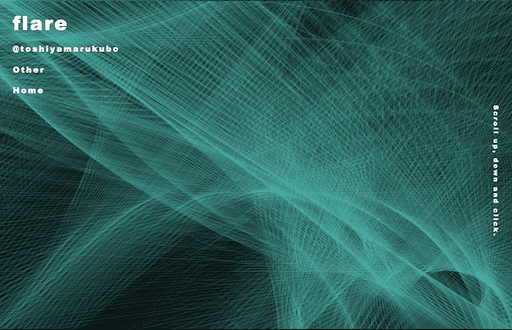 flare
@toshiyamarukubo
Other
Home
Scroll up, down and click.